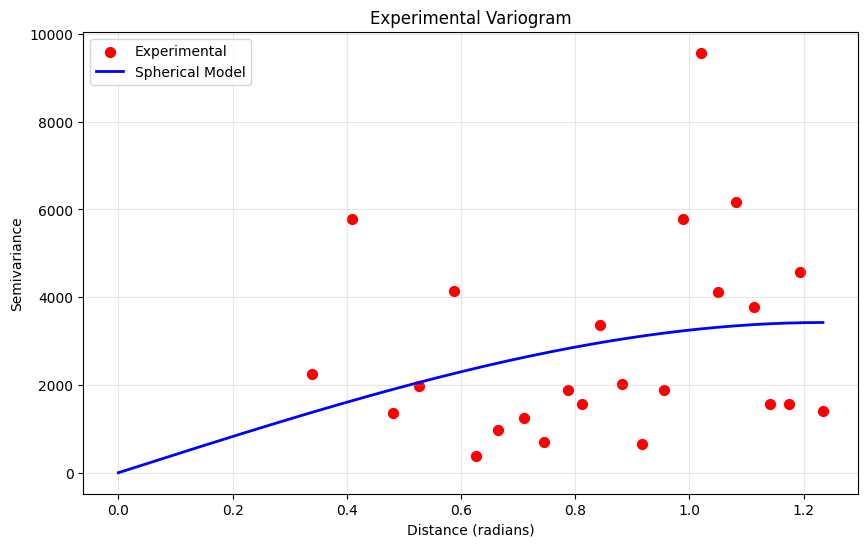 Experimental Variogram
Experimental
Spherical Model
Semivariance
10000
8000
6000
4000
2000
0
0.0 0.2 0.4 0.6 0.8 1.0 1.2
Distance (radians)